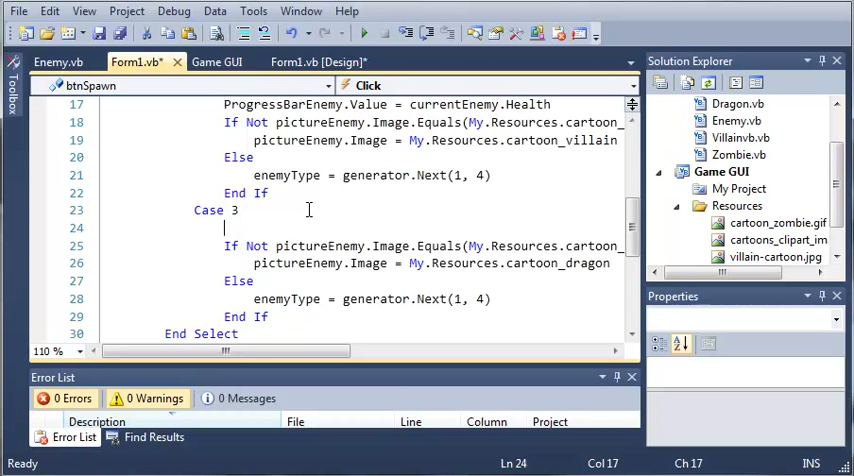 File Edit View Project Debug Data Tools Window Help
Enemy.vb Form1.vb* Game GUI Form1.vb [Design]*
btnSpawn Click
17 ProgressBarEnemy.Value = currentEnemy.Health
18 If Not pictureEnemy.Image.Equals(My.Resources.cartoon_
19 pictureEnemy.Image = My.Resources.cartoon_villain
20 Else
21 enemyType = generator.Next(1, 4)
22 End If
23 Case 3
24
25 If Not pictureEnemy.Image.Equals(My.Resources.cartoon_
26 pictureEnemy.Image = My.Resources.cartoon_dragon
27 Else
28 enemyType = generator.Next(1, 4)
29 End If
30 End Select
110 %
Toolbox
Solution Explorer
Dragon.vb
Enemy.vb
Villainvb.vb
Zombie.vb
Game GUI
My Project
Resources
cartoon_zombie.gif
cartoons_clipart_im
villain-cartoon.jpg
Properties
Error List
0 Errors 0 Warnings 0 Messages
Description File Line Column Project
Error List Find Results
Ready Ln 24 Col 17 Ch 17 INS